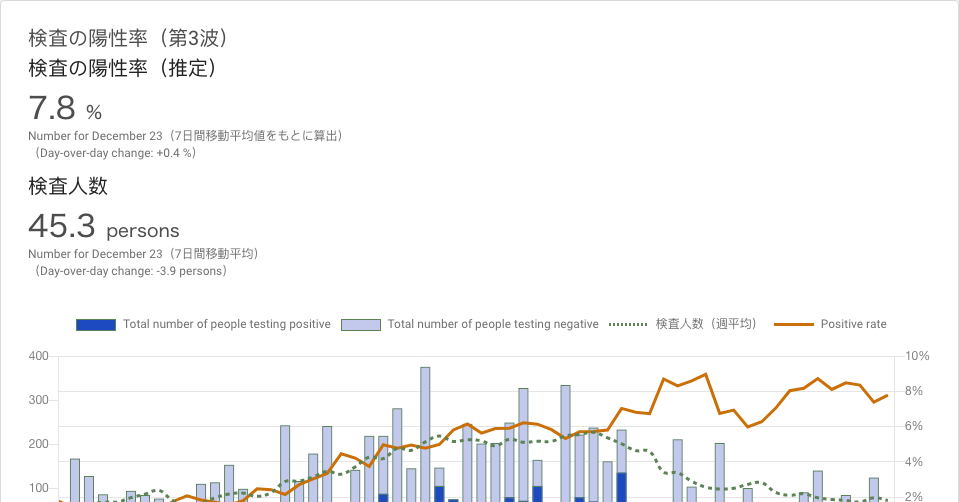 検査の陽性率（第3波）
検査の陽性率（推定）
7.8 %
Number for December 23（7日間移動平均値をもとに算出）
（Day-over-day change: +0.4 %）
検査人数
45.3 persons
Number for December 23（7日間移動平均）
（Day-over-day change: -3.9 persons）
Total number of people testing positive Total number of people testing negative 検査人数（週平均） Positive rate
400 10%
8%
300
6%
200
4%
100
2%